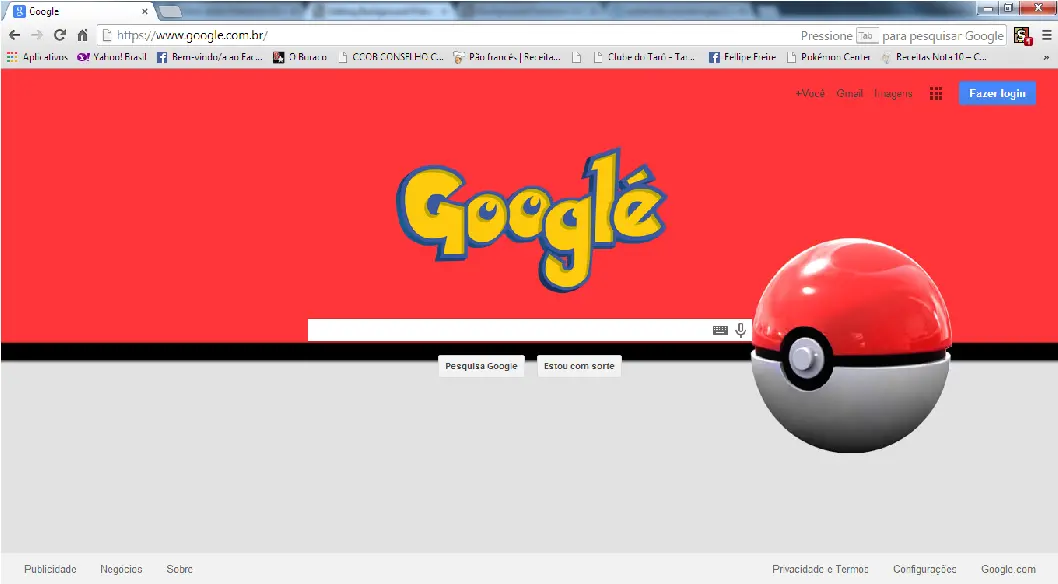 Google
https://www.google.com.br/
Pressione Tab para pesquisar Google
Aplicativos Yahoo! Brasil Bem-vindo/a ao Fac... O Buraco CCOB CONSELHO C... Pão francês | Receita... Clube do Tarô - Tar... Fellipe Freire Pokémon Center Receitas Nota 10 – C... »
+Você Gmail Imagens Fazer login
Googlé
Pesquisa Google Estou com sorte
Publicidade Negócios Sobre Privacidade e Termos Configurações Google.com